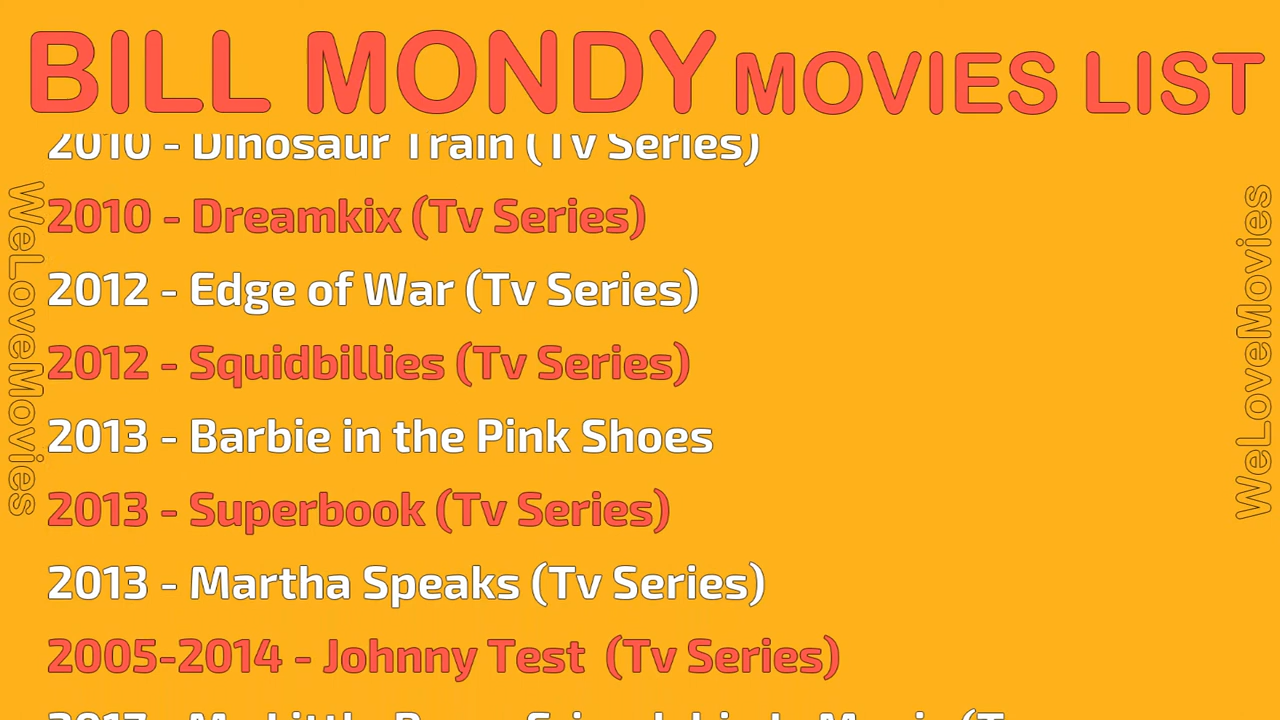 BILL MONDY MOVIES LIST
2010 - Dinosaur Train (Tv Series)
2010 - Dreamkix (Tv Series)
2012 - Edge of War (Tv Series)
2012 - Squidbillies (Tv Series)
2013 - Barbie in the Pink Shoes
2013 - Superbook (Tv Series)
2013 - Martha Speaks (Tv Series)
2005-2014 - Johnny Test (Tv Series)
WeLoveMovies
WeLoveMovies